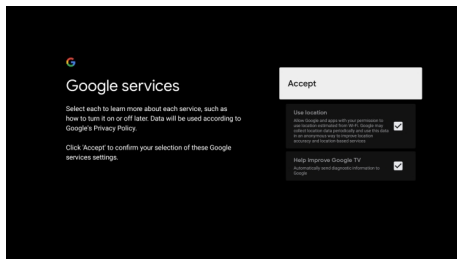 G
Google services
Select each to learn more about each service, such as
how to turn it on or off later. Data will be used according to
Google's Privacy Policy.
Click 'Accept' to confirm your selection of these Google
services settings.
Accept
Use location
Allow Google and apps with your permission to
use location estimated from Wi-Fi. Google may
collect location data periodically and use this data
in an anonymous way to improve location
accuracy and location-based services
Help improve Google TV
Automatically send diagnostic information to
Google